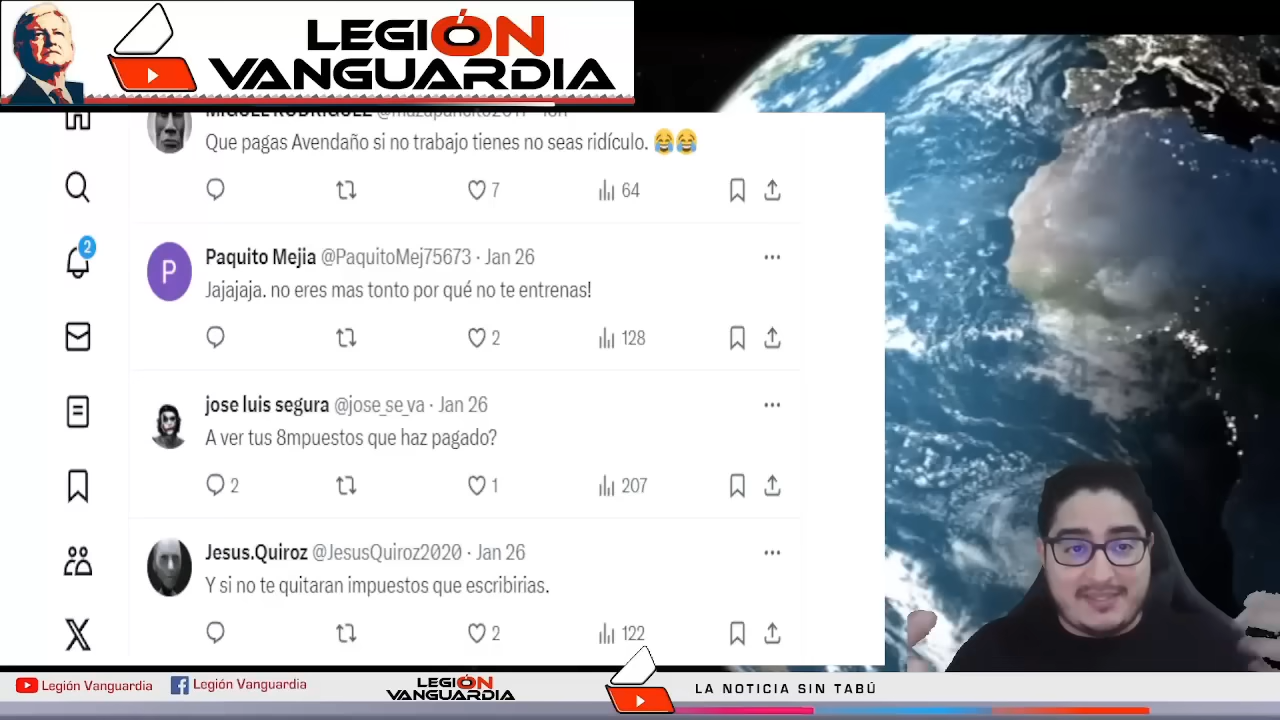 LEGIÓN
VANGUARDIA
MIGUEL RODRIGUEZ
Que pagas Avendaño si no trabajo tienes no seas ridículo. 😂😂
7
64
2
Paquito Mejia @PaquitoMej75673 · Jan 26
P
Jajajaja. no eres mas tonto por qué no te entrenas!
2
128
jose luis segura @jose_se_va · Jan 26
A ver tus 8mpuestos que haz pagado?
2
1
207
Jesus.Quiroz @JesusQuiroz2020 · Jan 26
Y si no te quitaran impuestos que escribirias.
2
122
Legión Vanguardia
Legión Vanguardia
LEGIÓN
VANGUARDIA
LA NOTICIA SIN TABÚ